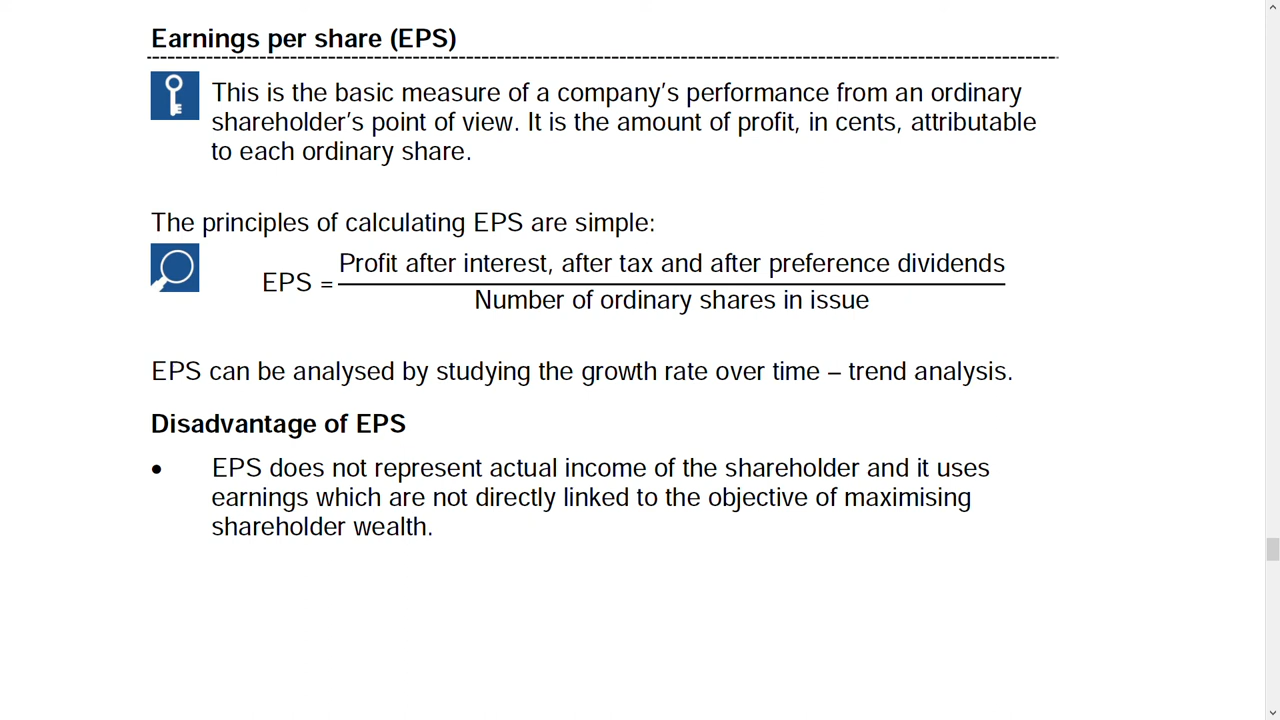 Earnings per share (EPS)
This is the basic measure of a company’s performance from an ordinary
shareholder’s point of view. It is the amount of profit, in cents, attributable
to each ordinary share.
The principles of calculating EPS are simple:
EPS = Profit after interest, after tax and after preference dividends
Number of ordinary shares in issue
EPS can be analysed by studying the growth rate over time – trend analysis.
Disadvantage of EPS
• EPS does not represent actual income of the shareholder and it uses
earnings which are not directly linked to the objective of maximising
shareholder wealth.